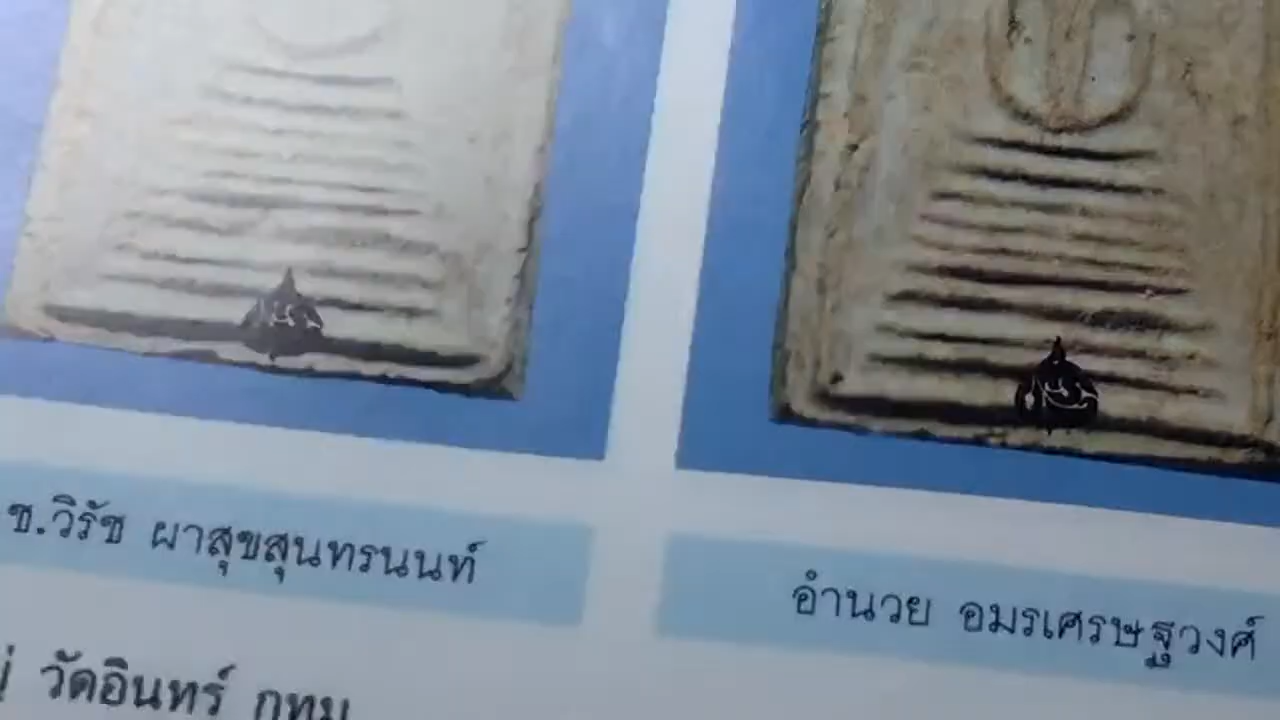 ช.วิรัช ผาสุขสุนทรนนท์
อำนวย อมรเศรษฐวงศ์
วัดอินทร์ กทม